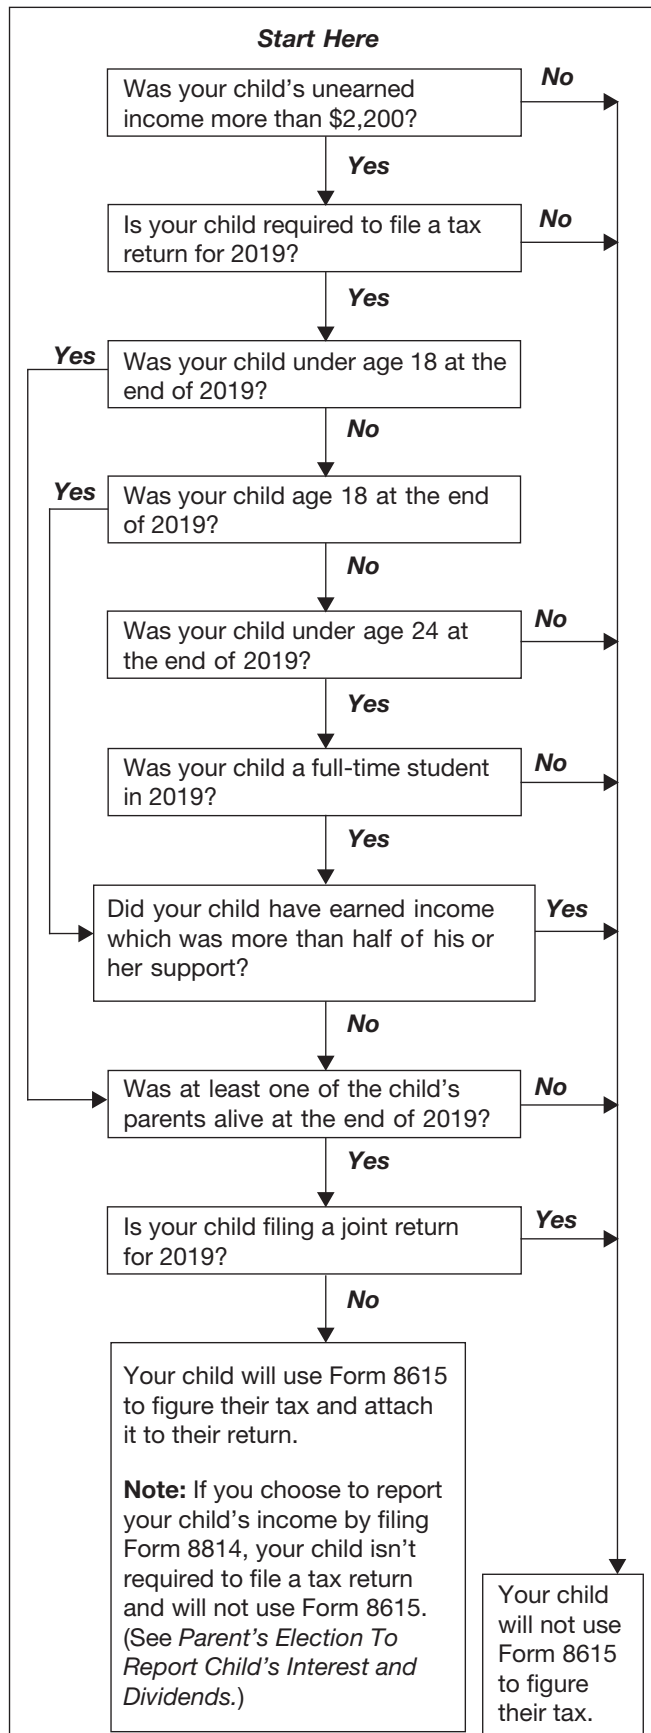 Start Here
Was your child's unearned
income more than $2,200?
No
Yes
Is your child required to file a tax
return for 2019?
No
Yes
Yes
Was your child under age 18 at the
end of 2019?
No
Yes
Was your child age 18 at the end
of 2019?
No
Was your child under age 24 at
the end of 2019?
No
Yes
Was your child a full-time student
in 2019?
No
Yes
Did your child have earned income
which was more than half of his or
her support?
Yes
No
Was at least one of the child's
parents alive at the end of 2019?
No
Yes
Is your child filing a joint return
for 2019?
Yes
No
Your child will use Form 8615
to figure their tax and attach
it to their return.
Note: If you choose to report
your child's income by filing
Form 8814, your child isn't
required to file a tax return
and will not use Form 8615.
(See Parent's Election To
Report Child's Interest and
Dividends.)
Your child
will not use
Form 8615
to figure
their tax.